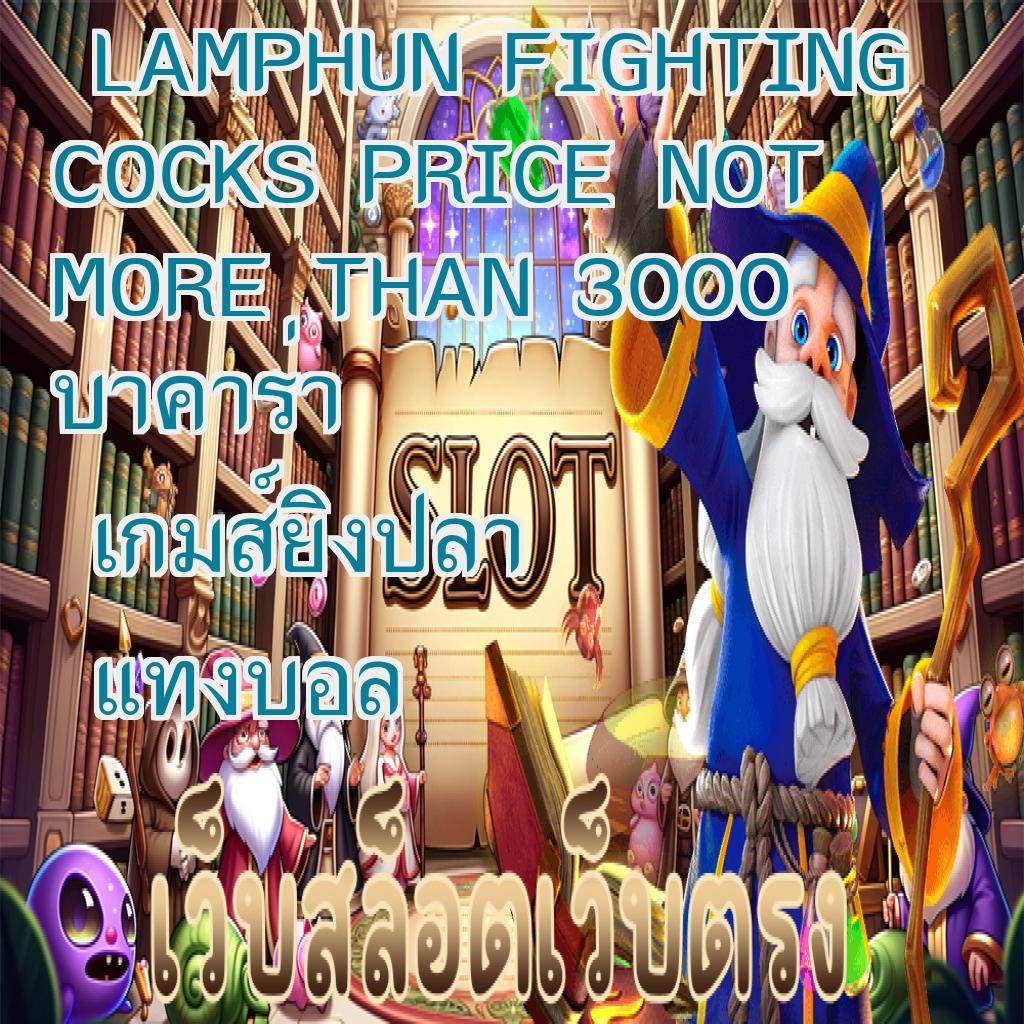 LAMPHUN FIGHTING
COCKS PRICE NOT
MORE THAN 3000
บาคาร่า
SLOT
เกมส์ยิงปลา
แทงบอล
เว็บสล็อตเว็บตรง